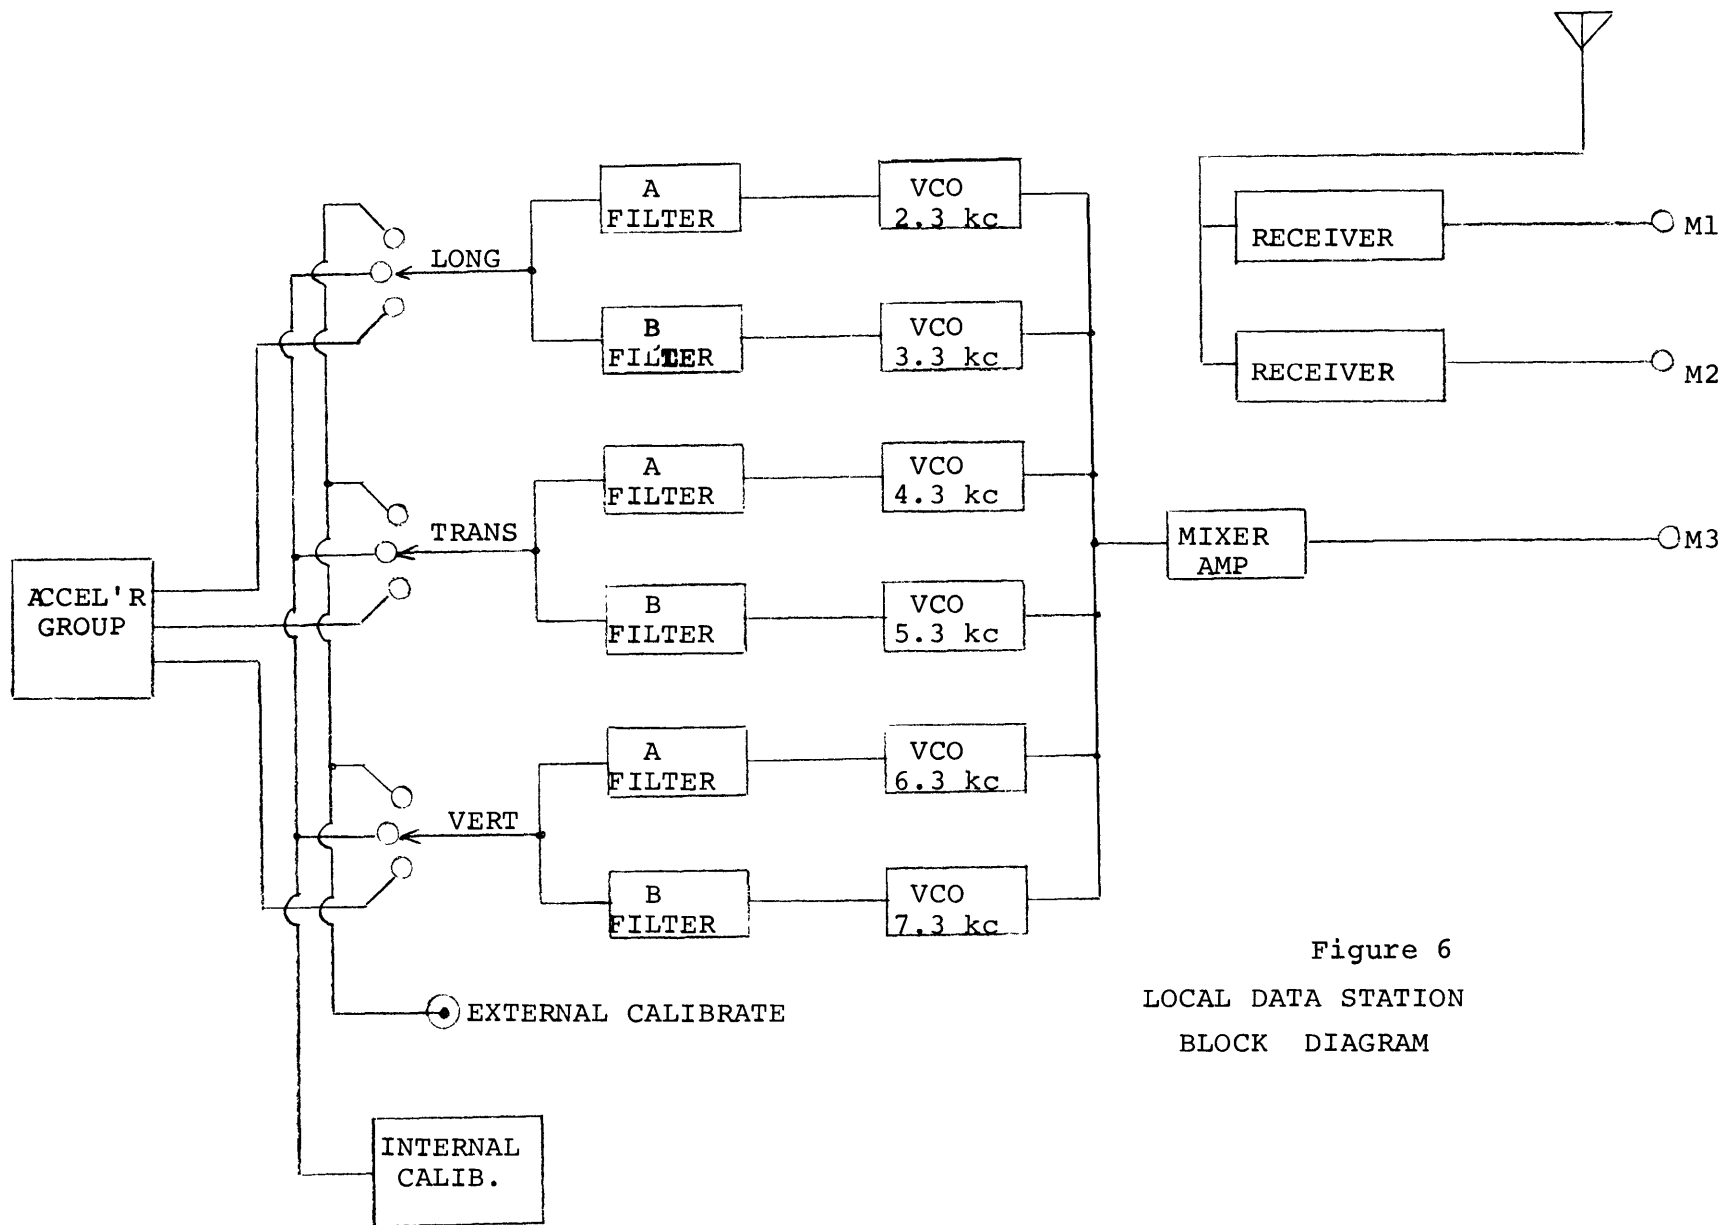 A
FILTER
VCO
2.3 kc
RECEIVER
M1
LONG
B
FILTER
VCO
3.3 kc
RECEIVER
M2
A
FILTER
VCO
4.3 kc
TRANS
MIXER
AMP
M3
ACCEL'R
GROUP
B
FILTER
VCO
5.3 kc
A
FILTER
VCO
6.3 kc
VERT
B
FILTER
VCO
7.3 kc
EXTERNAL CALIBRATE
INTERNAL
CALIB.
Figure 6
LOCAL DATA STATION
BLOCK DIAGRAM